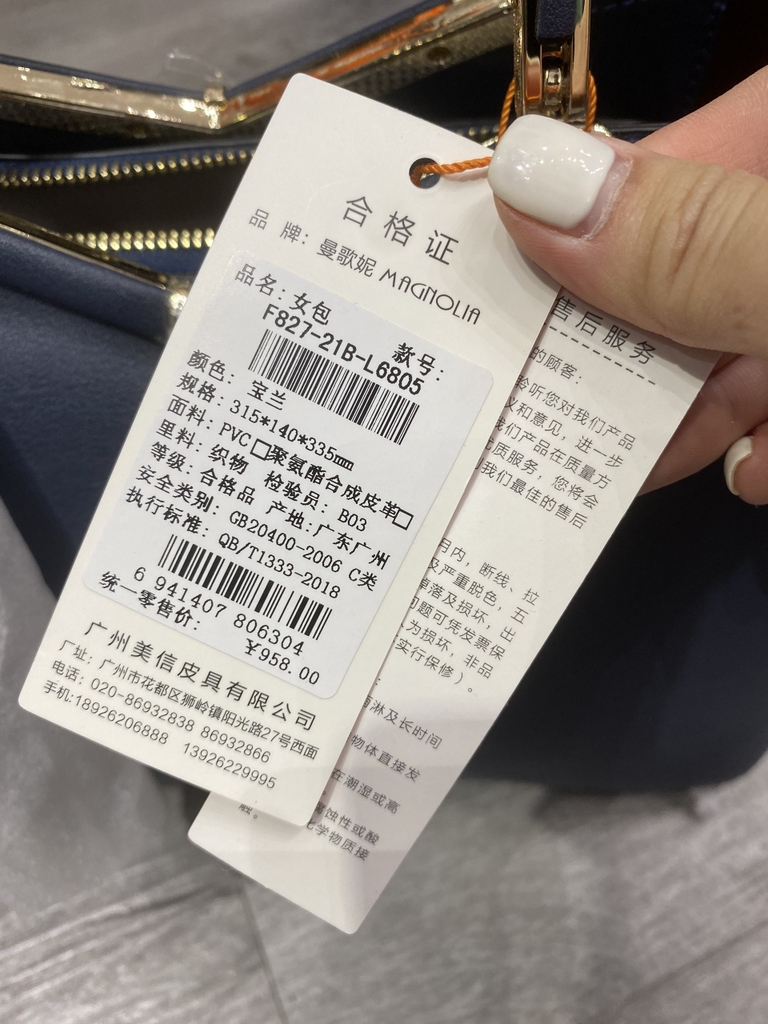 合格证
品 牌：曼歌妮 MAGNOLIA
品名：女包 款号：
F827-21B-L6805
颜色： 宝兰
规格：315*140*335mm
面料：PVC□聚氨酯合成皮革□
里料：织物 检验员：B03
等级：合格品 产地：广东广州
安全类别：GB20400-2006 C类
执行标准： QB/T1333-2018
6 941407 806304
统一零售价： ￥958.00
广州美信皮具有限公司
厂址：广州市花都区狮岭镇阳光路27号西面
电话：020-86932838 86932866
手机:18926206888 13926229995
售后服务
的顾客：
聆听您对我们产品
议和意见，进一步
我们产品在质量方
优质服务，您将会
到我们最佳的售后
月内，断线、拉
及严重脱色，五
掉落及损坏，出
问题可凭发票保
为损坏，非品
实行保修）。
雨淋及长时间
物体直接发
在潮湿或高
腐蚀性或酸
化学物质接
触。